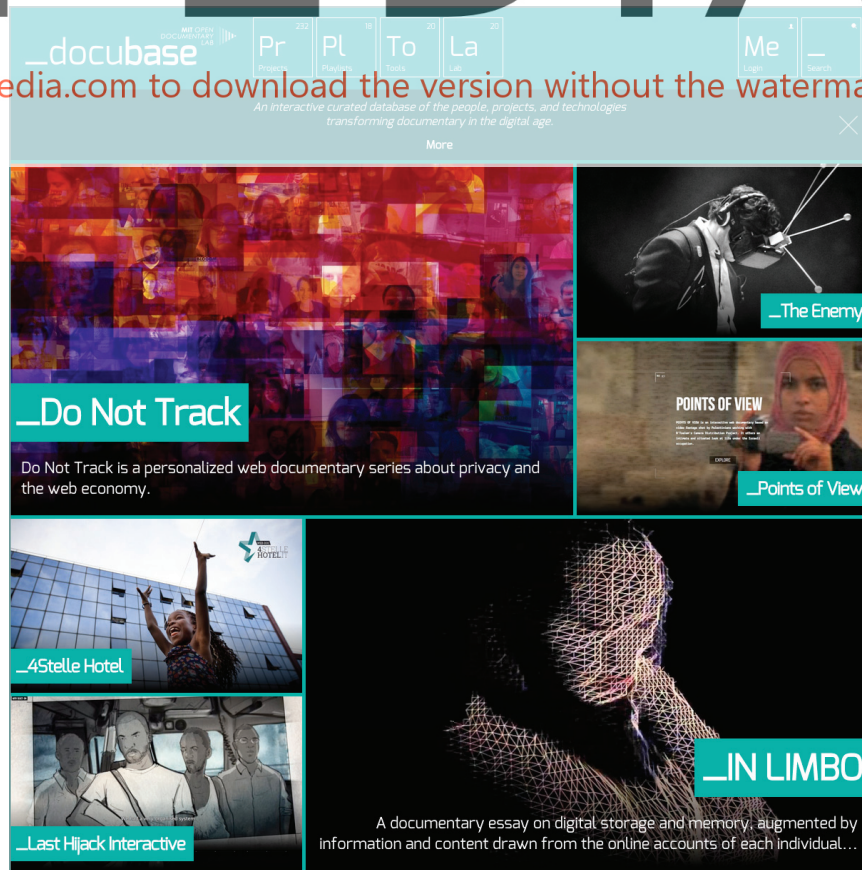 MIT OPEN
DOCUMENTARY
LAB
_docubase
232
Pr
Projects
19
Pl
Playlists
20
To
Tools
20
La
Lab
Me
Login
Search
edia.com to download the version without the waterma
An interactive curated database of the people, projects, and technologies
transforming documentary in the digital age.
More
_Do Not Track
Do Not Track is a personalized web documentary series about privacy and
the web economy.
_The Enemy
POINTS OF VIEW
EXPLORE
_Points of View
4STELLE
HOTEL.IT
_4Stelle Hotel
_Last Hijack Interactive
_IN LIMBO
A documentary essay on digital storage and memory, augmented by
information and content drawn from the online accounts of each individual...